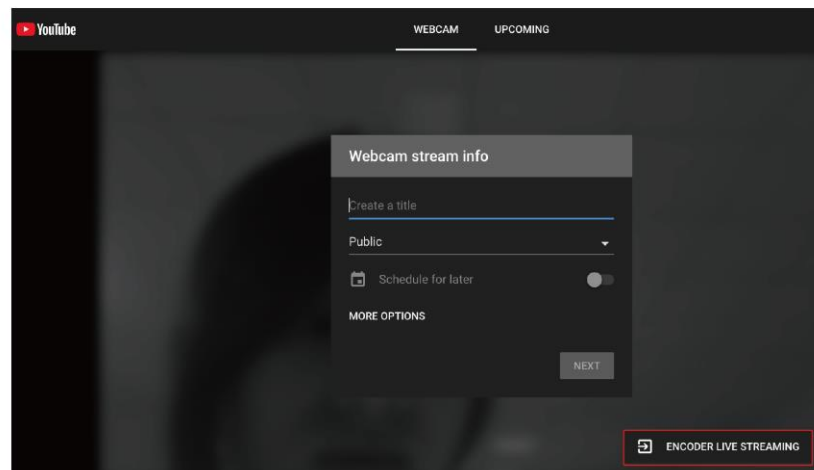 YouTube
WEBCAM UPCOMING
Webcam stream info
Create a title
Public
Schedule for later
MORE OPTIONS
NEXT
ENCODER LIVE STREAMING